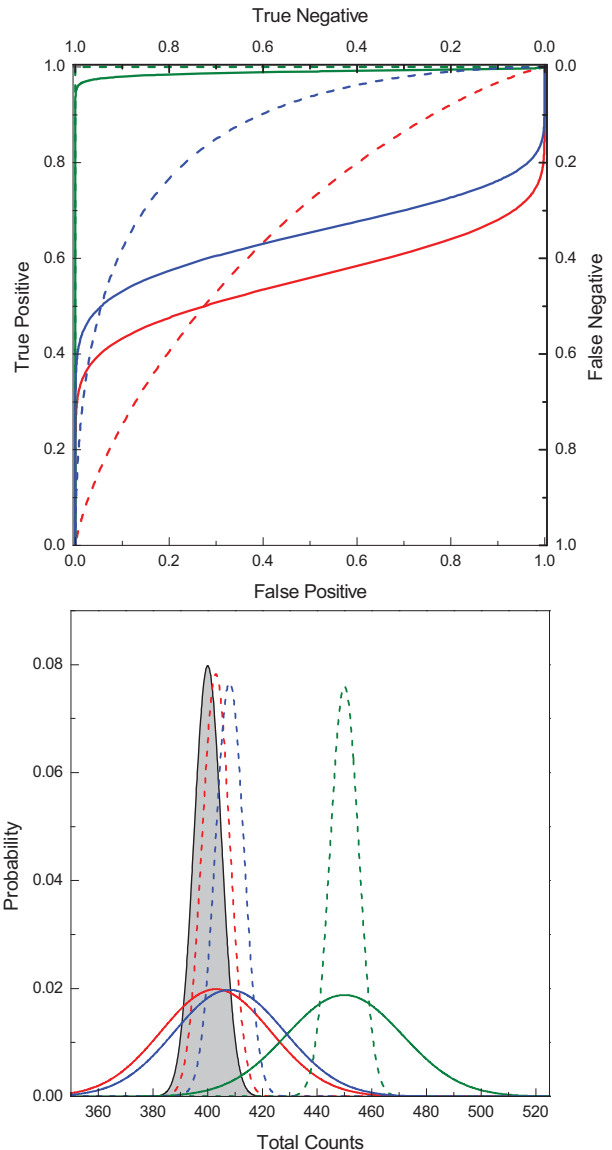 True Negative
1.0 0.8 0.6 0.4 0.2 0.0
1.0 0.0
0.8 0.2
0.6 0.4
0.4 0.6
0.2 0.8
0.0 1.0
True Positive
False Negative
0.0 0.2 0.4 0.6 0.8 1.0
False Positive
0.08
0.06
0.04
0.02
0.00
Probability
360 380 400 420 440 460 480 500 520
Total Counts